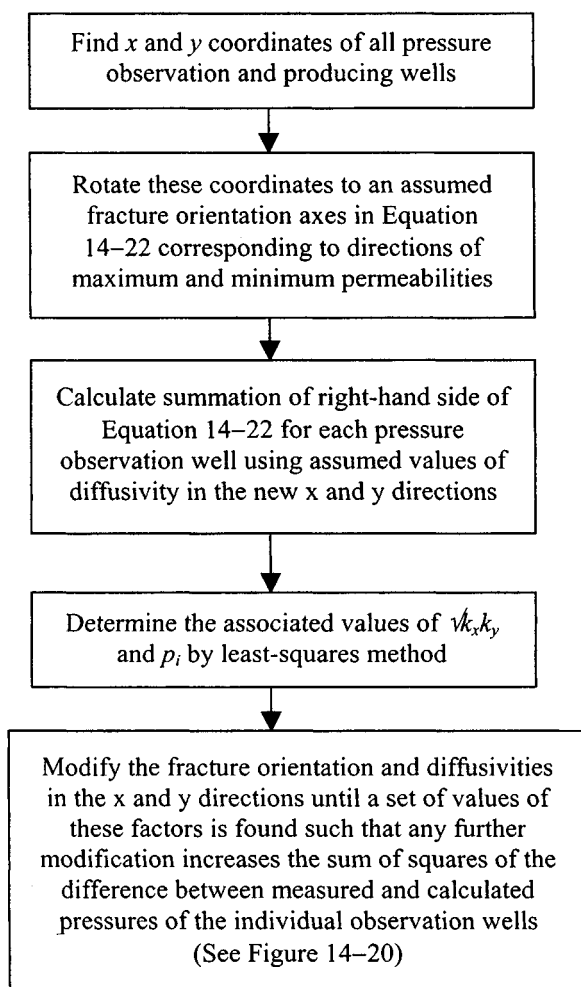 Find x and y coordinates of all pressure
observation and producing wells
Rotate these coordinates to an assumed
fracture orientation axes in Equation
14–22 corresponding to directions of
maximum and minimum permeabilities
Calculate summation of right-hand side of
Equation 14–22 for each pressure
observation well using assumed values of
diffusivity in the new x and y directions
Determine the associated values of √kₓkᵧ
and pᵢ by least-squares method
Modify the fracture orientation and diffusivities
in the x and y directions until a set of values of
these factors is found such that any further
modification increases the sum of squares of the
difference between measured and calculated
pressures of the individual observation wells
(See Figure 14–20)